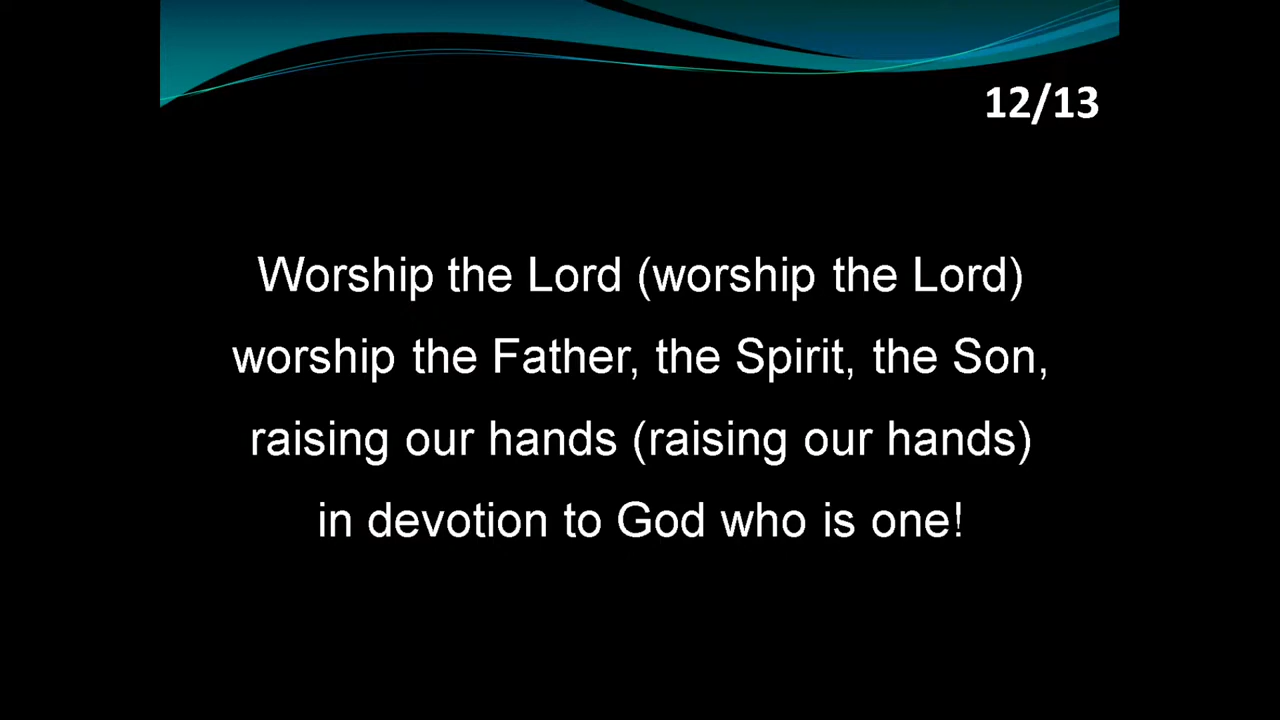 12/13
Worship the Lord (worship the Lord)
worship the Father, the Spirit, the Son,
raising our hands (raising our hands)
in devotion to God who is one!